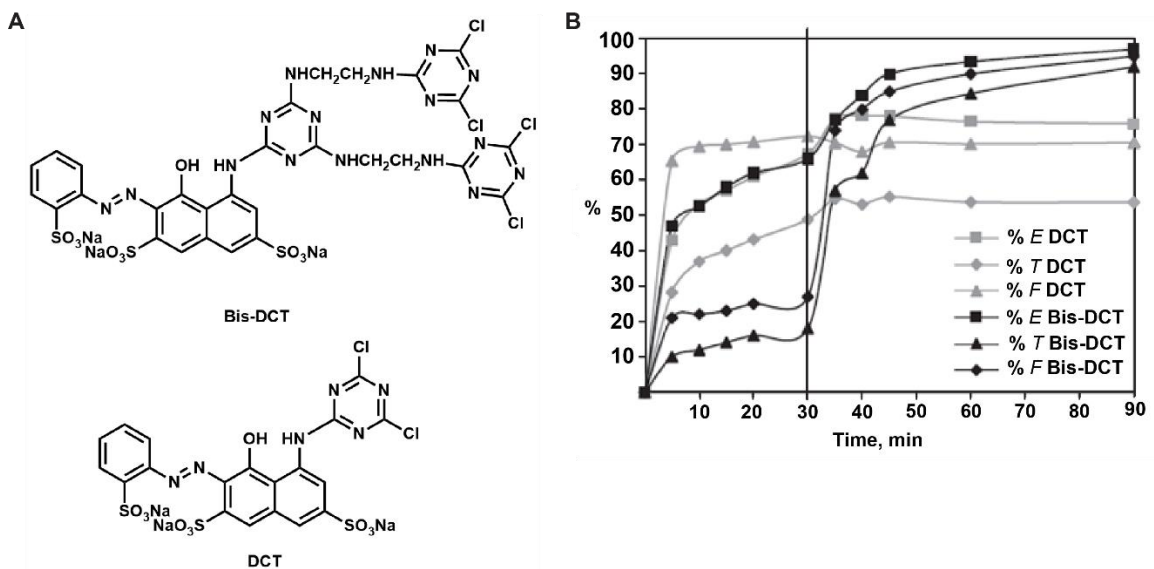 A
Cl
N
N
NHCH₂CH₂NH
N
Cl
N
N
N
Cl
OH
HN
N
NHCH₂CH₂NH
N
N
N
N
N
Cl
SO₃Na
NaO₃S
SO₃Na
Bis-DCT
Cl
N
N
OH
HN
N
Cl
N
N
SO₃Na
NaO₃S
SO₃Na
DCT
B
100
90
80
70
60
%
50
40
30
20
10
% E DCT
% T DCT
% F DCT
% E Bis-DCT
% T Bis-DCT
% F Bis-DCT
10 20 30 40 50 60 70 80 90
Time, min